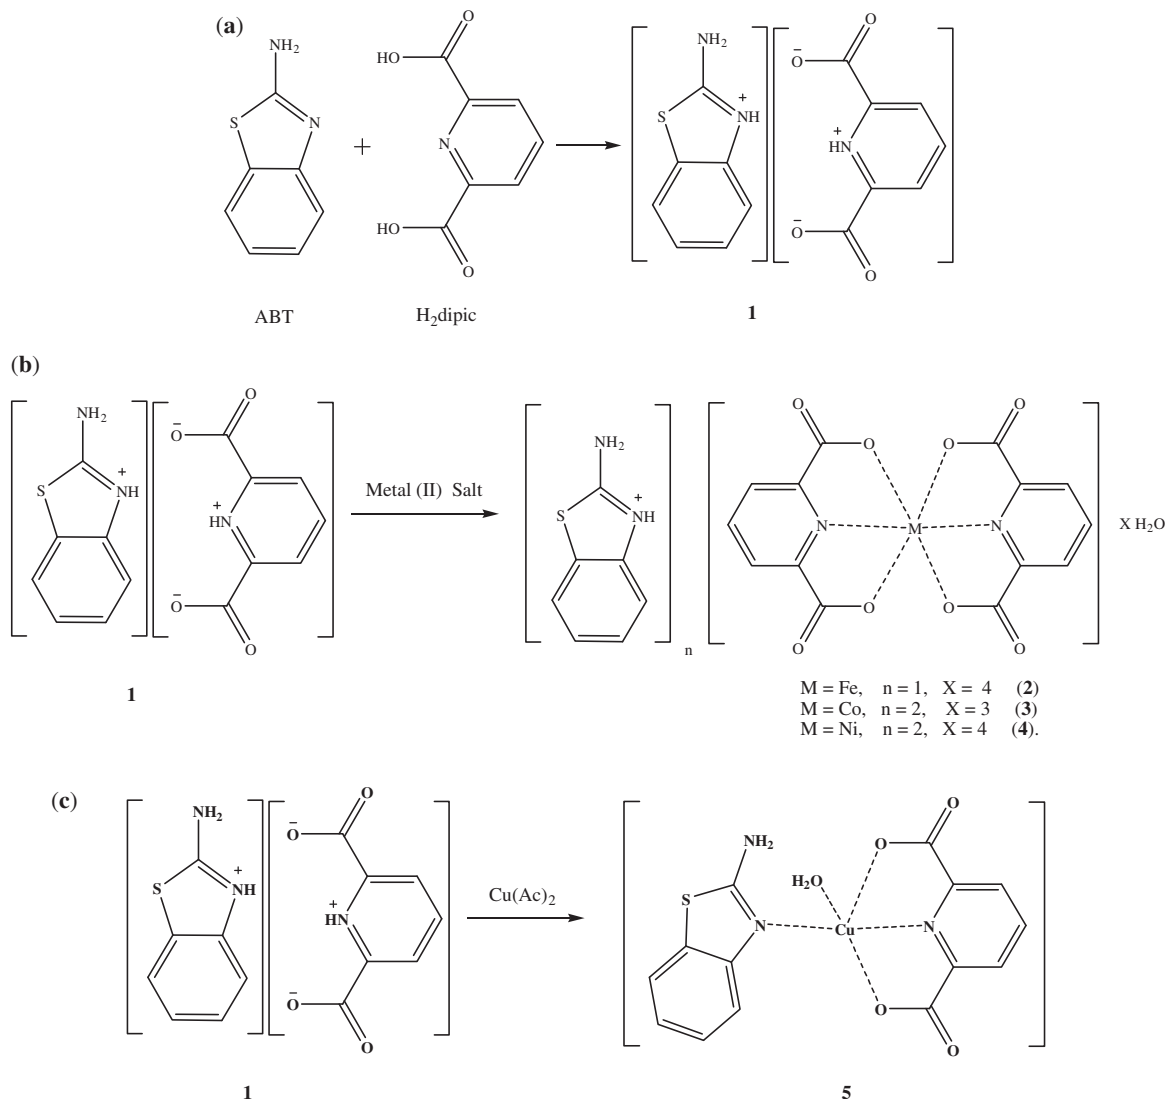 (a)
NH₂
S
N
+
HO
O
N
HO
O
NH₂
S
+
NH
O
−
O
+
HN
−
O
O
ABT
H₂dipic
1
(b)
NH₂
S
+
NH
O
−
O
+
HN
−
O
O
Metal (II) Salt
NH₂
S
+
NH
n
O
O
N
O
O
M
O
O
N
O
O
X H₂O
1
M = Fe, n = 1, X = 4 (2)
M = Co, n = 2, X = 3 (3)
M = Ni, n = 2, X = 4 (4).
(c)
NH₂
S
+
NH
O
−
O
+
HN
−
O
O
Cu(Ac)₂
NH₂
S
N
H₂O
Cu
O
O
N
O
O
1
5